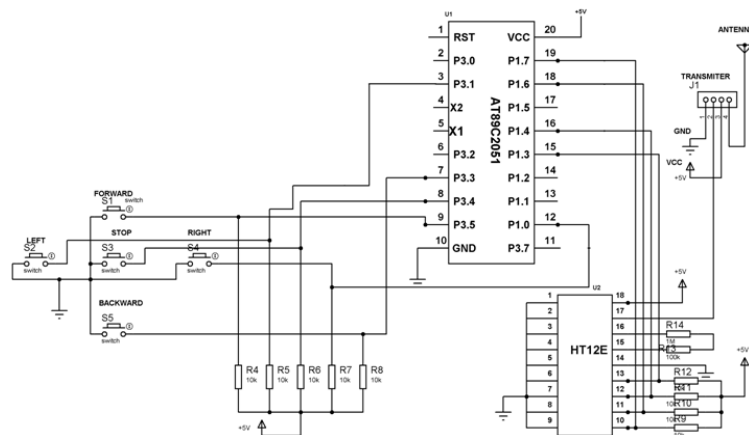 U1
+5V
1 RST VCC 20
2 P3.0 P1.7 19
3 P3.1 P1.6 18
4 X2 P1.5 17
5 X1 P1.4 16
6 P3.2 P1.3 15
7 P3.3 P1.2 14
8 P3.4 P1.1 13
9 P3.5 P1.0 12
10 GND P3.7 11
AT89C2051
ANTENN
TRANSMITER
J1
1 2 3 4
GND
VCC
+5V
FORWARD
S1 switch
LEFT STOP RIGHT
S2 S3 S4
switch switch switch
BACKWARD
S5
switch
R4 R5 R6 R7 R8
10k 10k 10k 10k 10k
+5V
U2
+5V
1 18
2 17
3 16
4 15
5 14
6 13
7 12
8 11
9 10
HT12E
R14
1M
R13
100k
+5V
R12
R11
R10
R9
10k